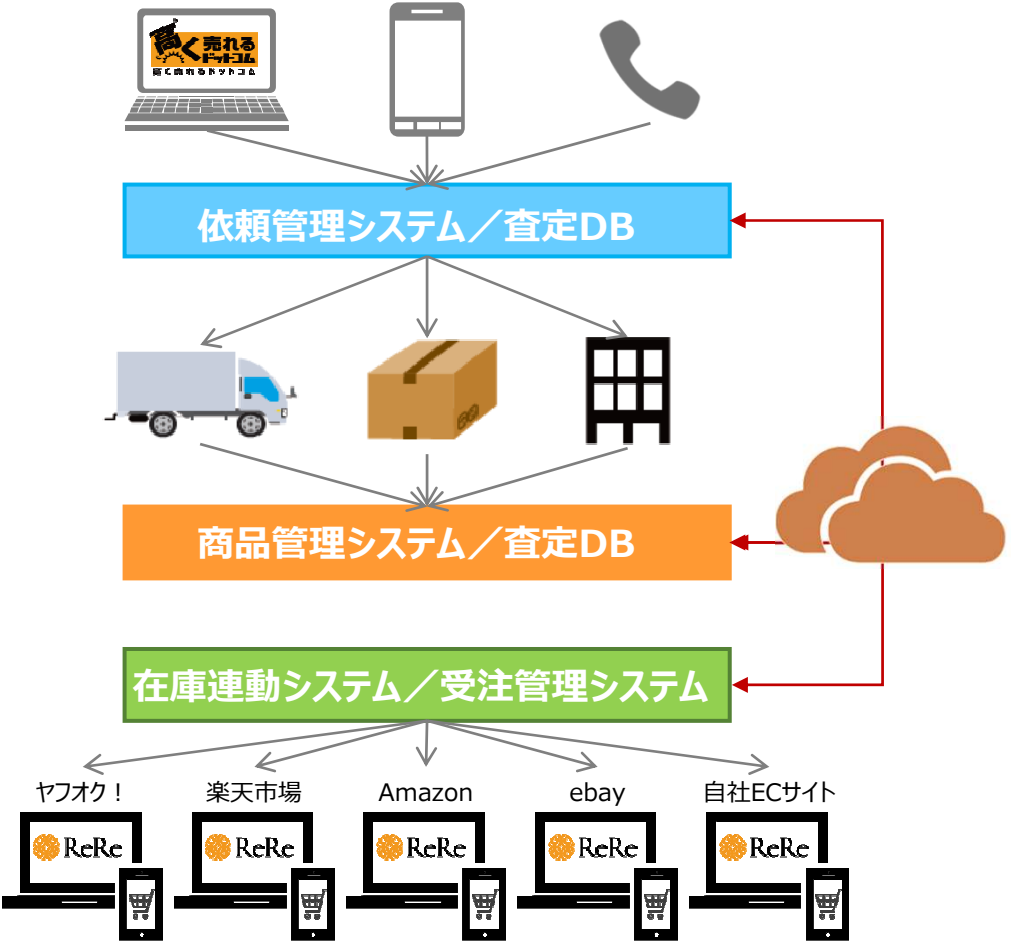 高く売れる
ドットコム
高く売れるドットコム
依頼管理システム／査定DB
商品管理システム／査定DB
在庫連動システム／受注管理システム
ヤフオク！ 楽天市場 Amazon ebay 自社ECサイト
ReRe ReRe ReRe ReRe ReRe